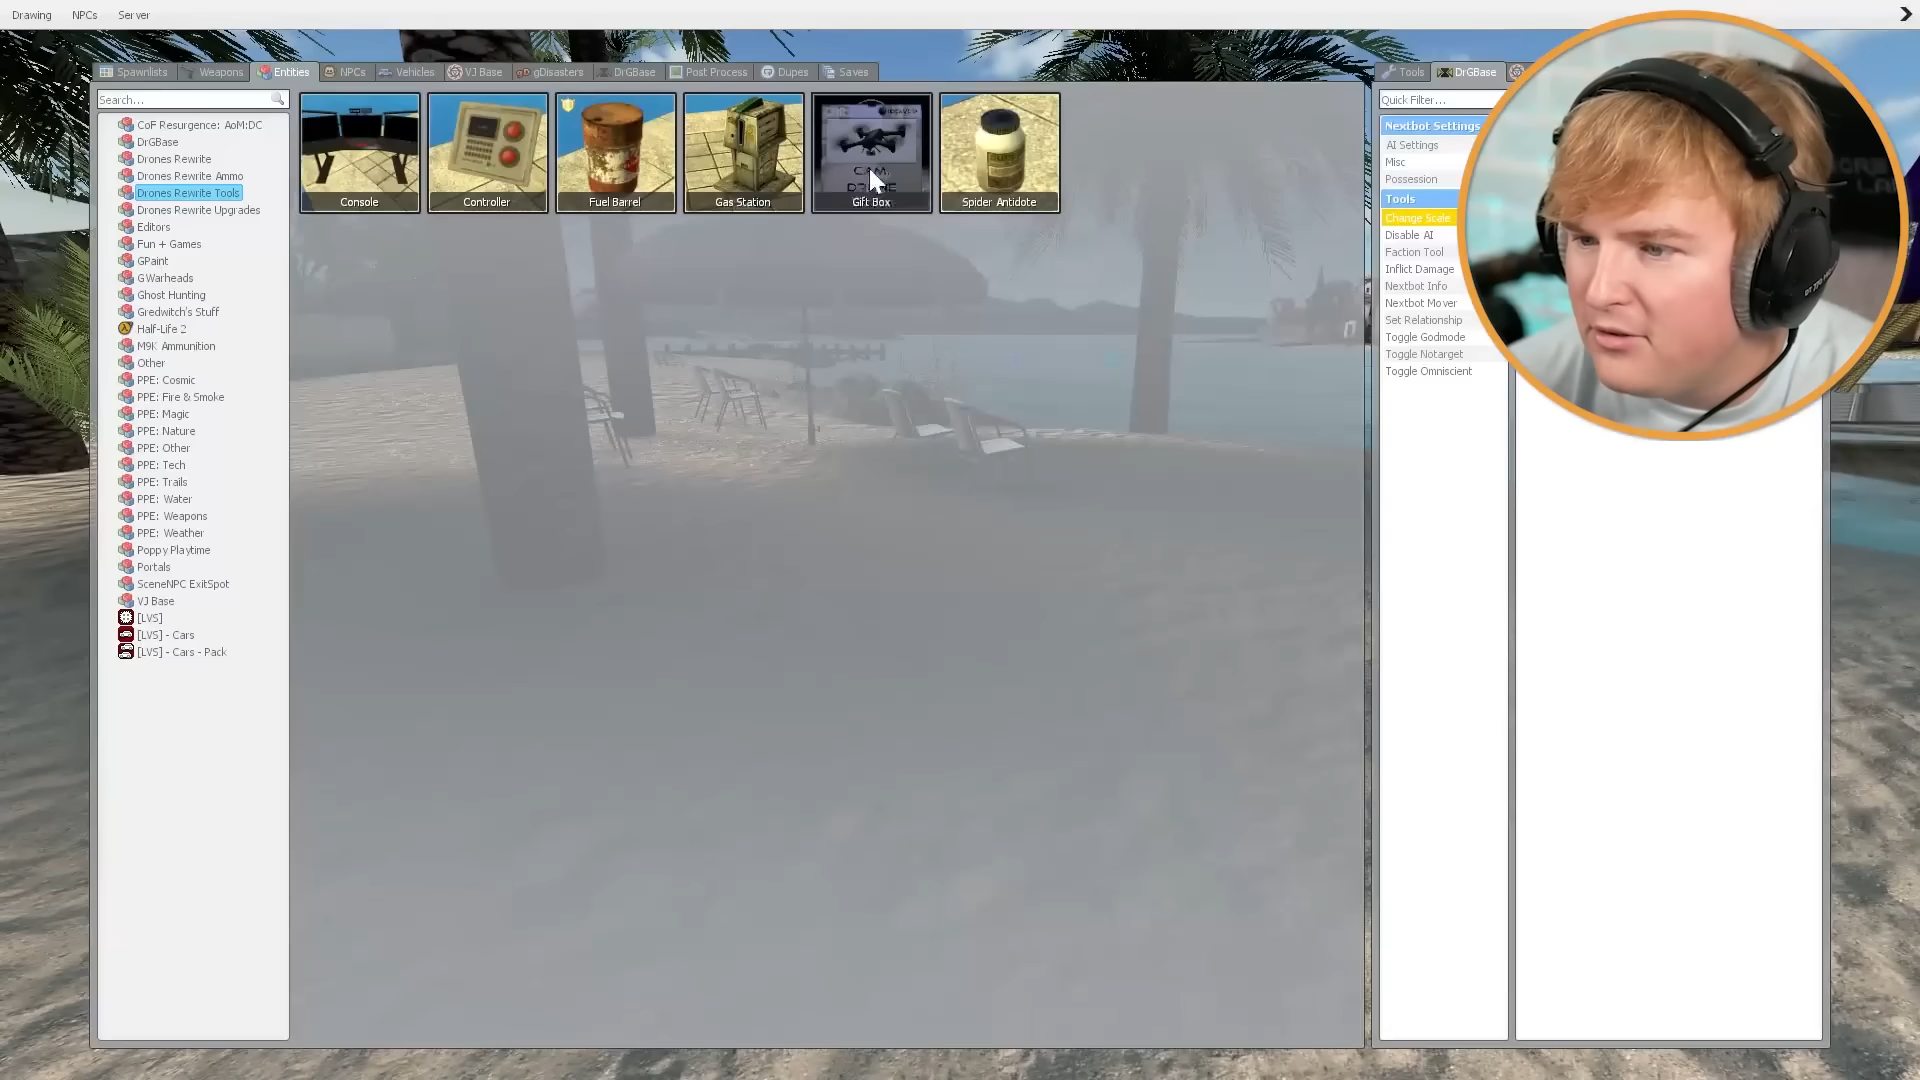 Drawing NPCs Server
Spawnlists Weapons Entities NPCs Vehicles VJ Base gDisasters DrGBase Post Process Dupes Saves
Tools DrGBase
Search...
Quick Filter...
CoF Resurgence: AoM:DC
DrGBase
Drones Rewrite
Drones Rewrite Ammo
Drones Rewrite Tools
Drones Rewrite Upgrades
Editors
Fun + Games
GPaint
GWarheads
Ghost Hunting
Gredwitch's Stuff
Half-Life 2
M9K Ammunition
Other
PPE: Cosmic
PPE: Fire & Smoke
PPE: Magic
PPE: Nature
PPE: Other
PPE: Tech
PPE: Trails
PPE: Water
PPE: Weapons
PPE: Weather
Poppy Playtime
Portals
SceneNPC ExitSpot
VJ Base
[LVS]
[LVS] - Cars
[LVS] - Cars - Pack
CAM
DRONE
Console Controller Fuel Barrel Gas Station Gift Box Spider Antidote
Nextbot Settings
AI Settings
Misc
Possession
Tools
Change Scale
Disable AI
Faction Tool
Inflict Damage
Nextbot Info
Nextbot Mover
Set Relationship
Toggle Godmode
Toggle Notarget
Toggle Omniscient